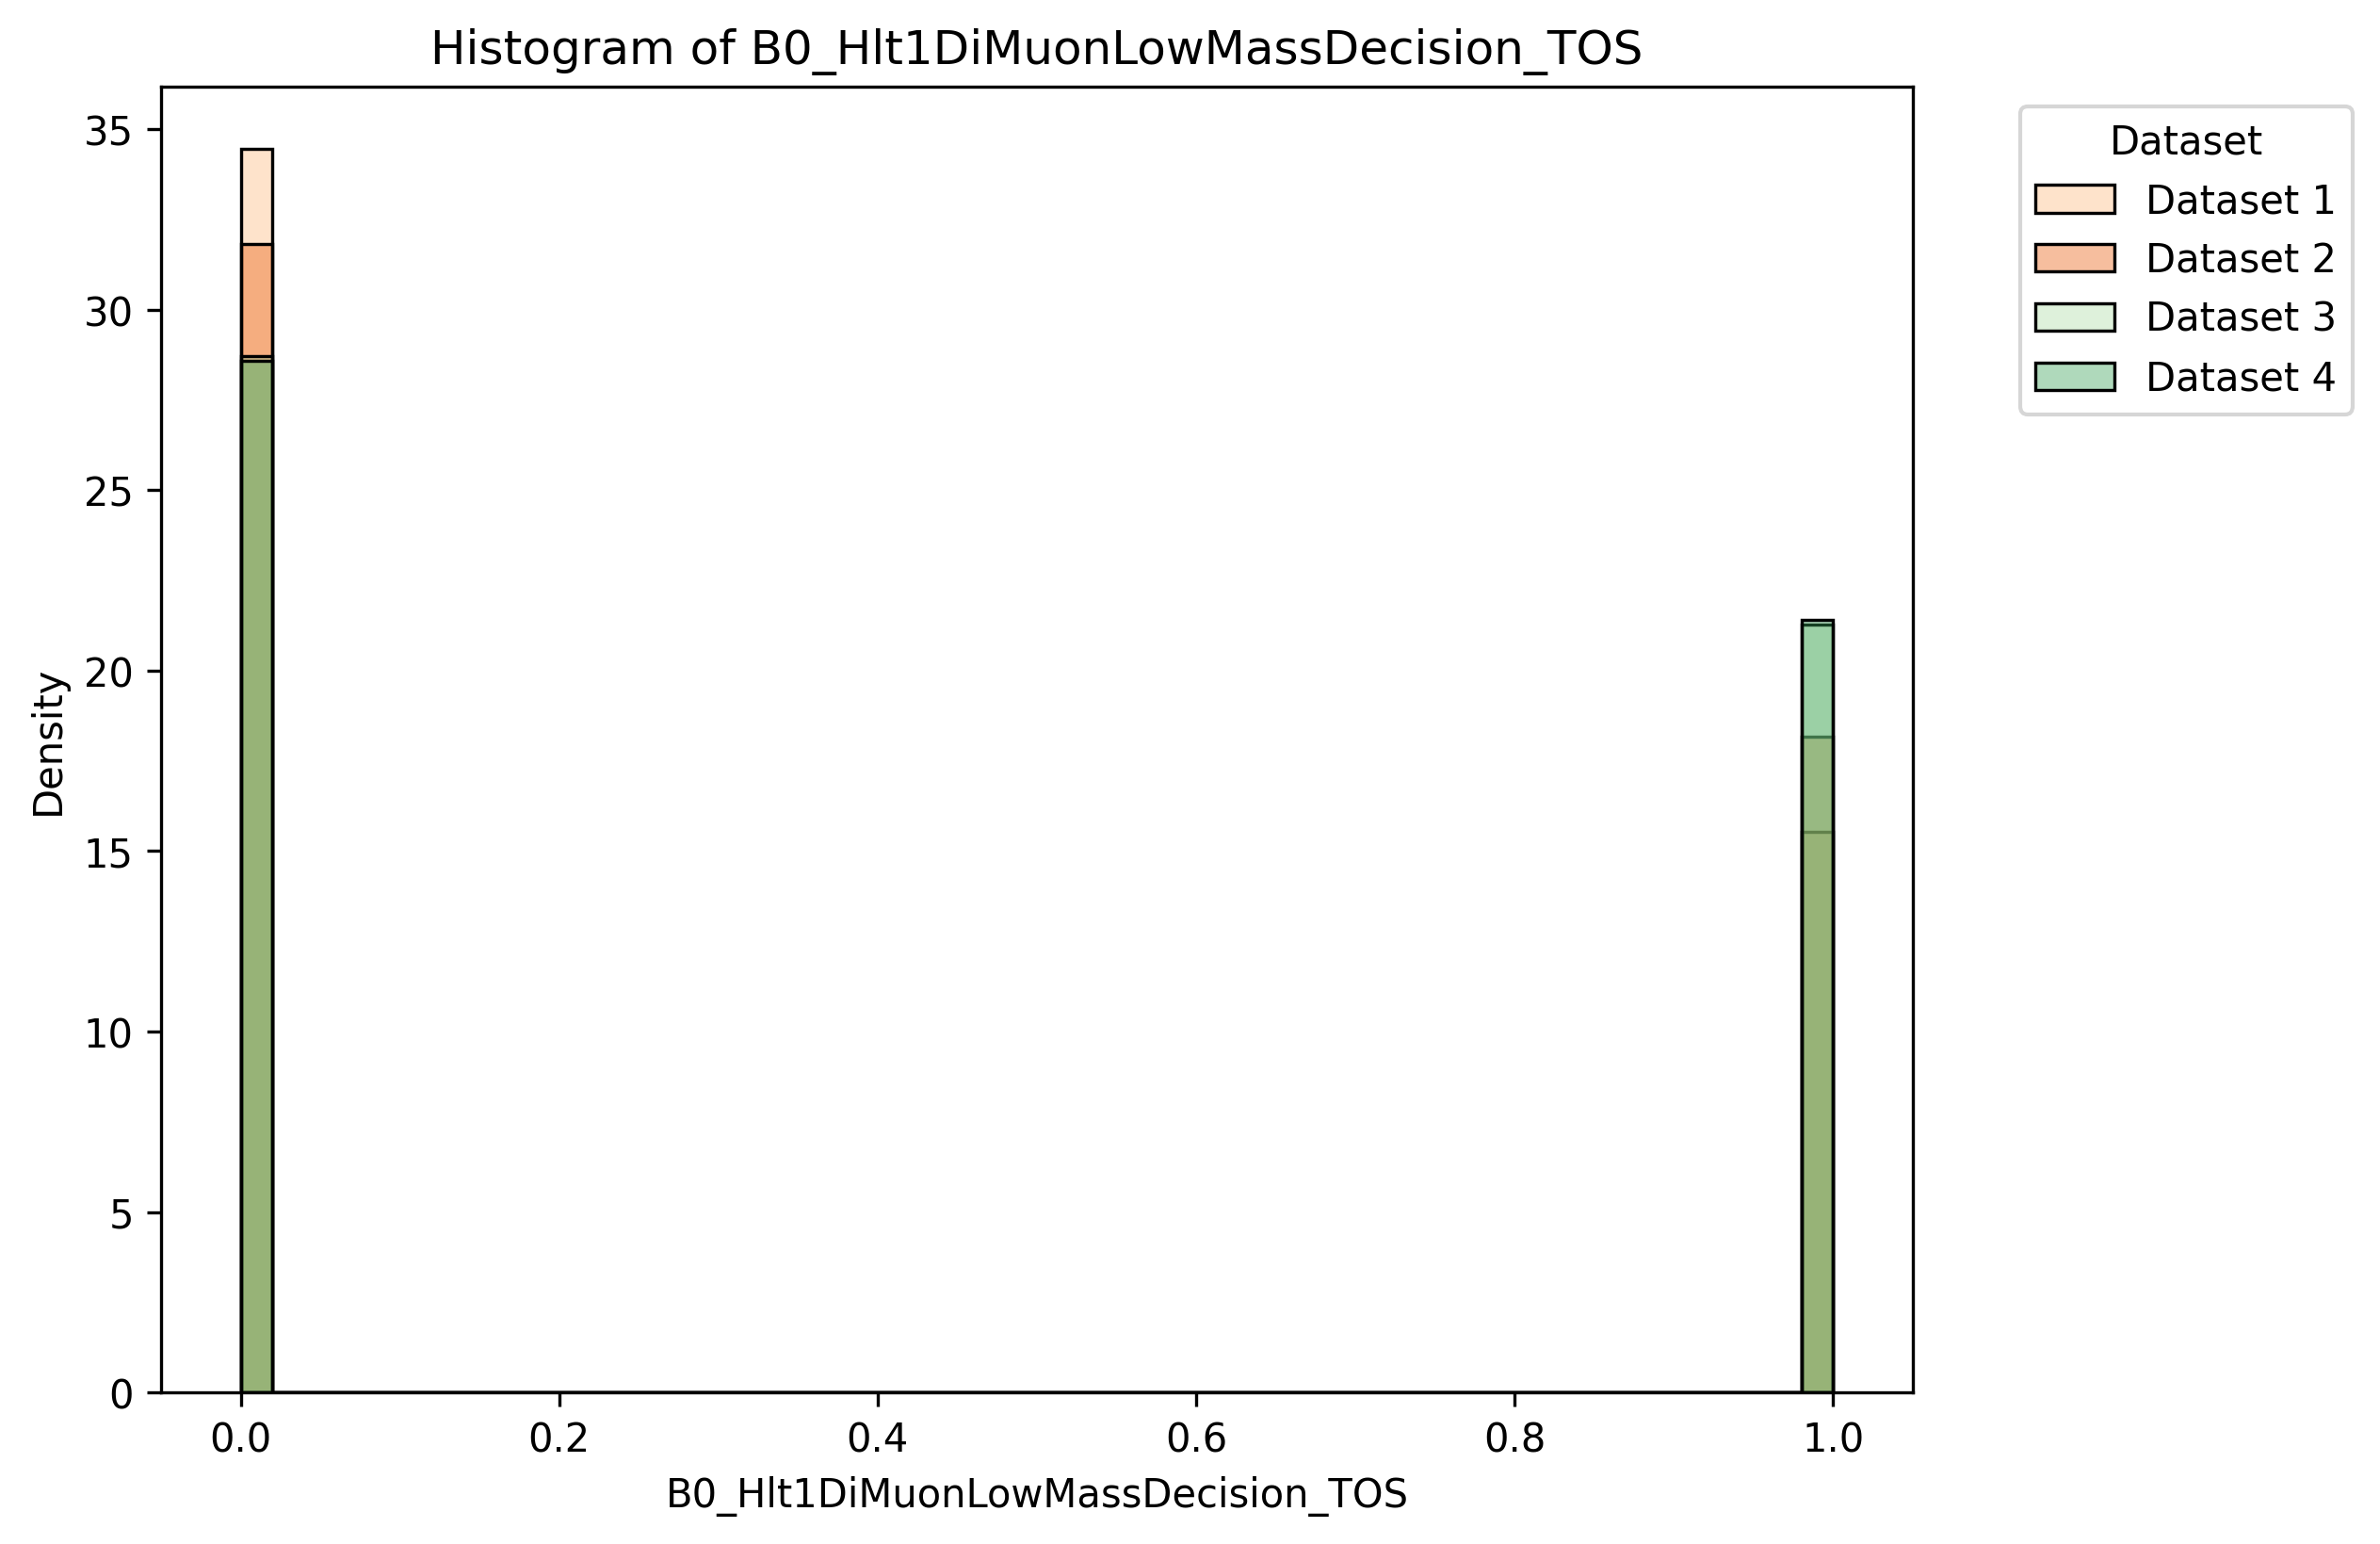 Histogram of B0_Hlt1DiMuonLowMassDecision_TOS
Dataset
Dataset 1
Dataset 2
Dataset 3
Dataset 4
Density
35
30
25
20
15
10
5
0
0.0 0.2 0.4 0.6 0.8 1.0
B0_Hlt1DiMuonLowMassDecision_TOS